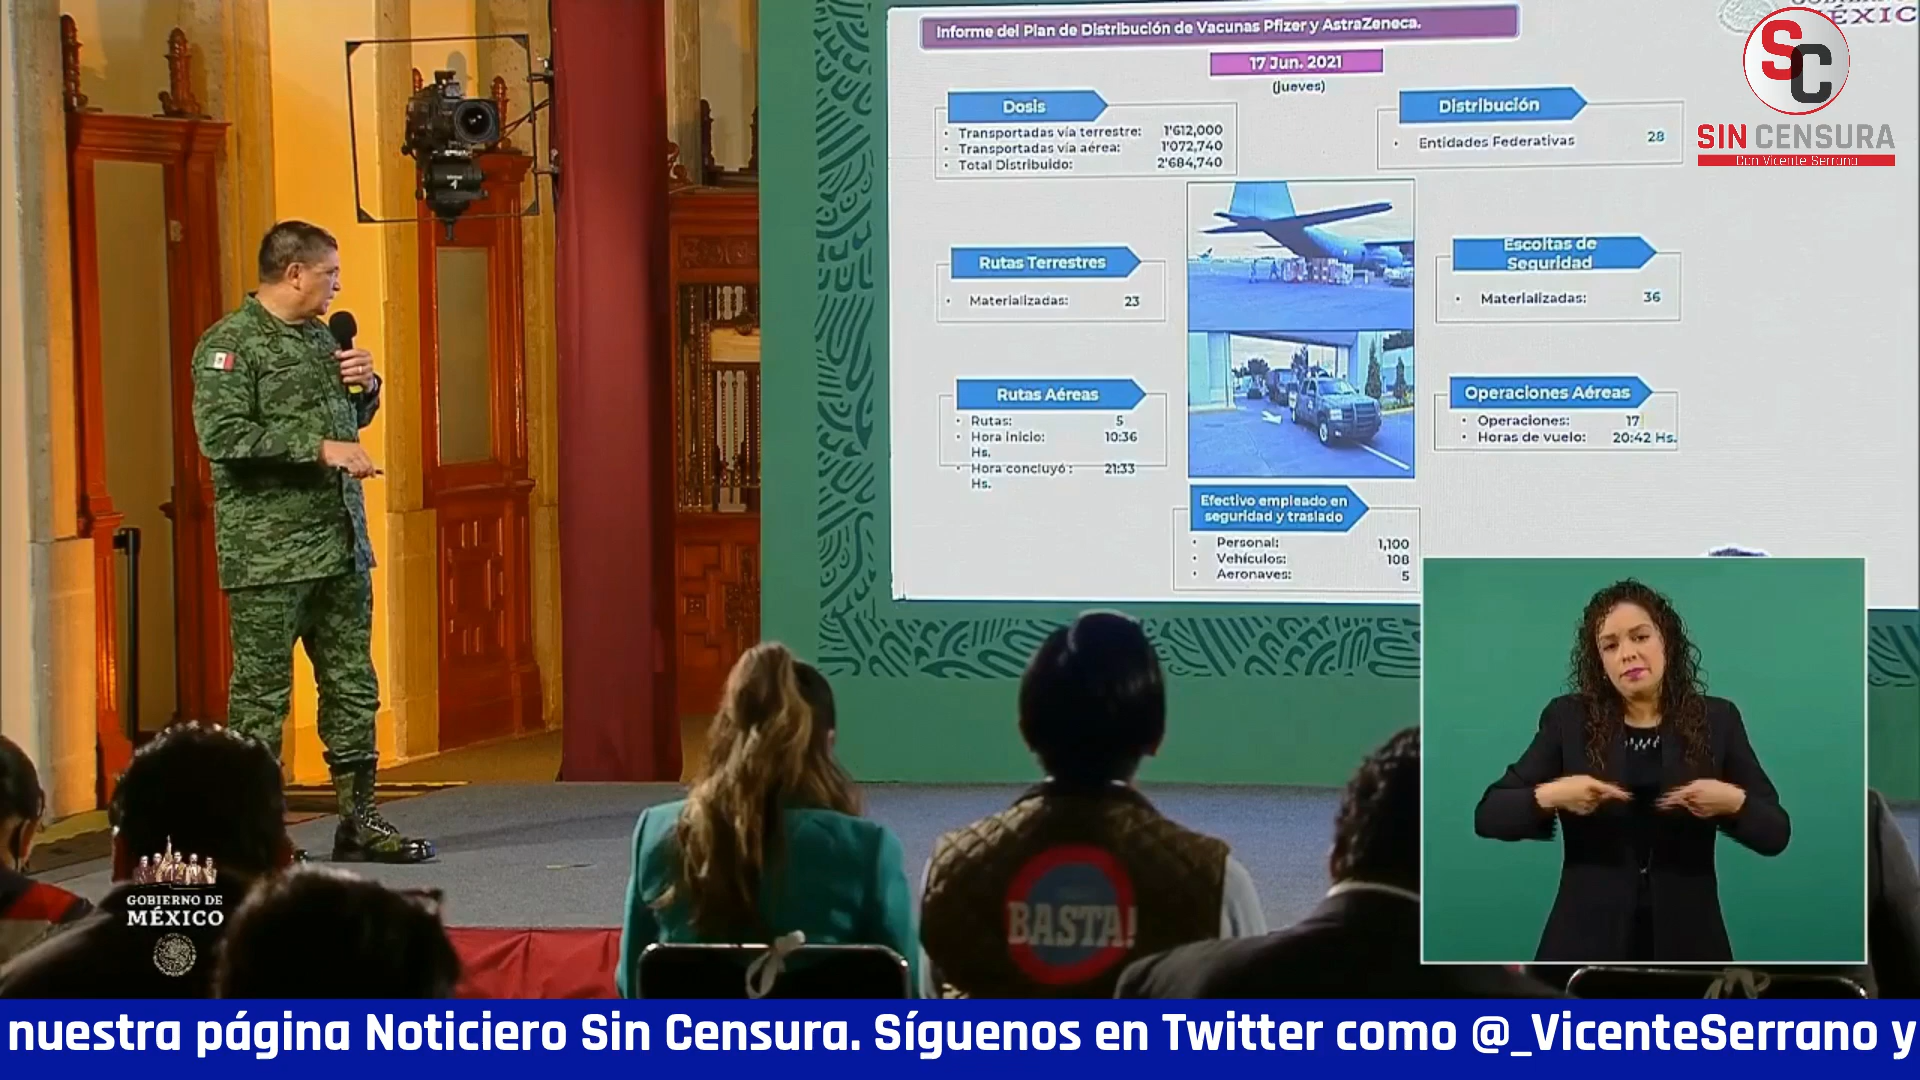 Informe del Plan de Distribución de Vacunas Pfizer y AstraZeneca.
17 Jun. 2021
(jueves)
Dosis
• Transportadas vía terrestre: 1'612,000
• Transportadas vía aérea: 1'072,740
• Total Distribuido: 2'684,740
Distribución
• Entidades Federativas 28
Rutas Terrestres
• Materializadas: 23
Escoltas de
Seguridad
• Materializadas: 36
Rutas Aéreas
• Rutas: 5
• Hora inicio: 10:36
Hs.
• Hora concluyó : 21:33
Hs.
Operaciones Aéreas
• Operaciones: 17
• Horas de vuelo: 20:42 Hs.
Efectivo empleado en
seguridad y traslado
• Personal: 1,100
• Vehículos: 108
• Aeronaves: 5
SC
SIN CENSURA
Con Vicente Serrano
BASTA!
GOBIERNO DE
MÉXICO
nuestra página Noticiero Sin Censura. Síguenos en Twitter como @_VicenteSerrano y